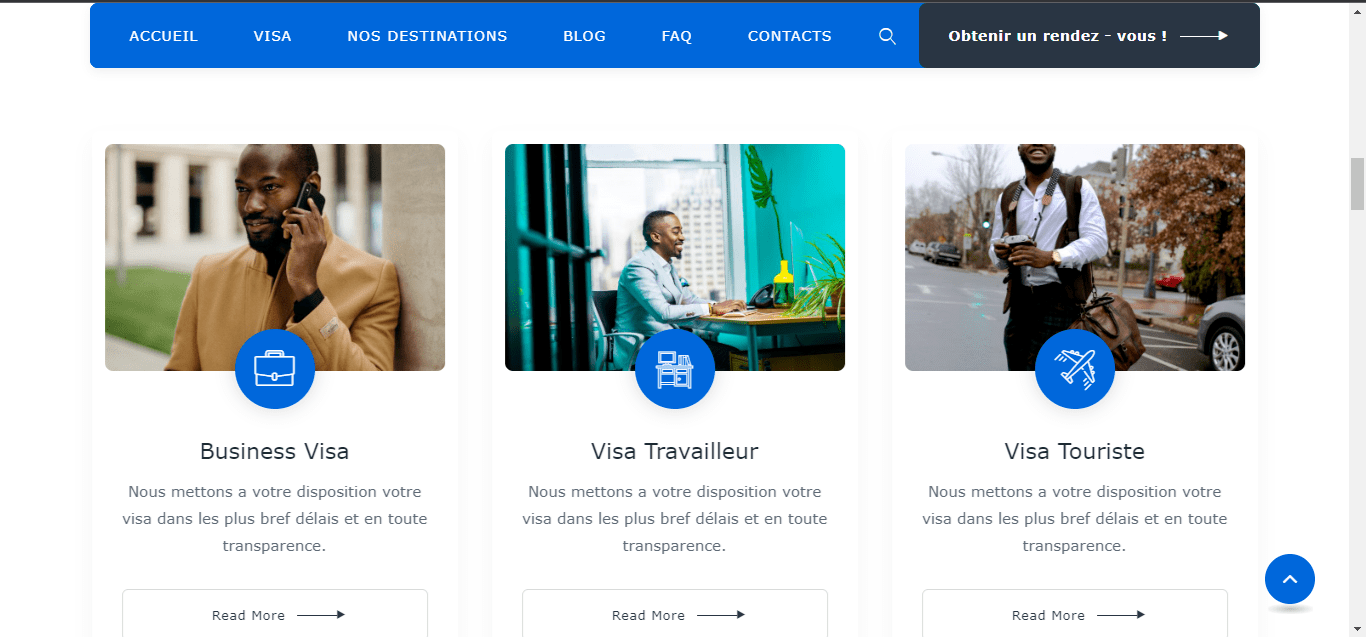 ACCUEIL VISA NOS DESTINATIONS BLOG FAQ CONTACTS Obtenir un rendez - vous !
Business Visa
Nous mettons a votre disposition votre
visa dans les plus bref délais et en toute
transparence.
Read More
Visa Travailleur
Nous mettons a votre disposition votre
visa dans les plus bref délais et en toute
transparence.
Read More
Visa Touriste
Nous mettons a votre disposition votre
visa dans les plus bref délais et en toute
transparence.
Read More